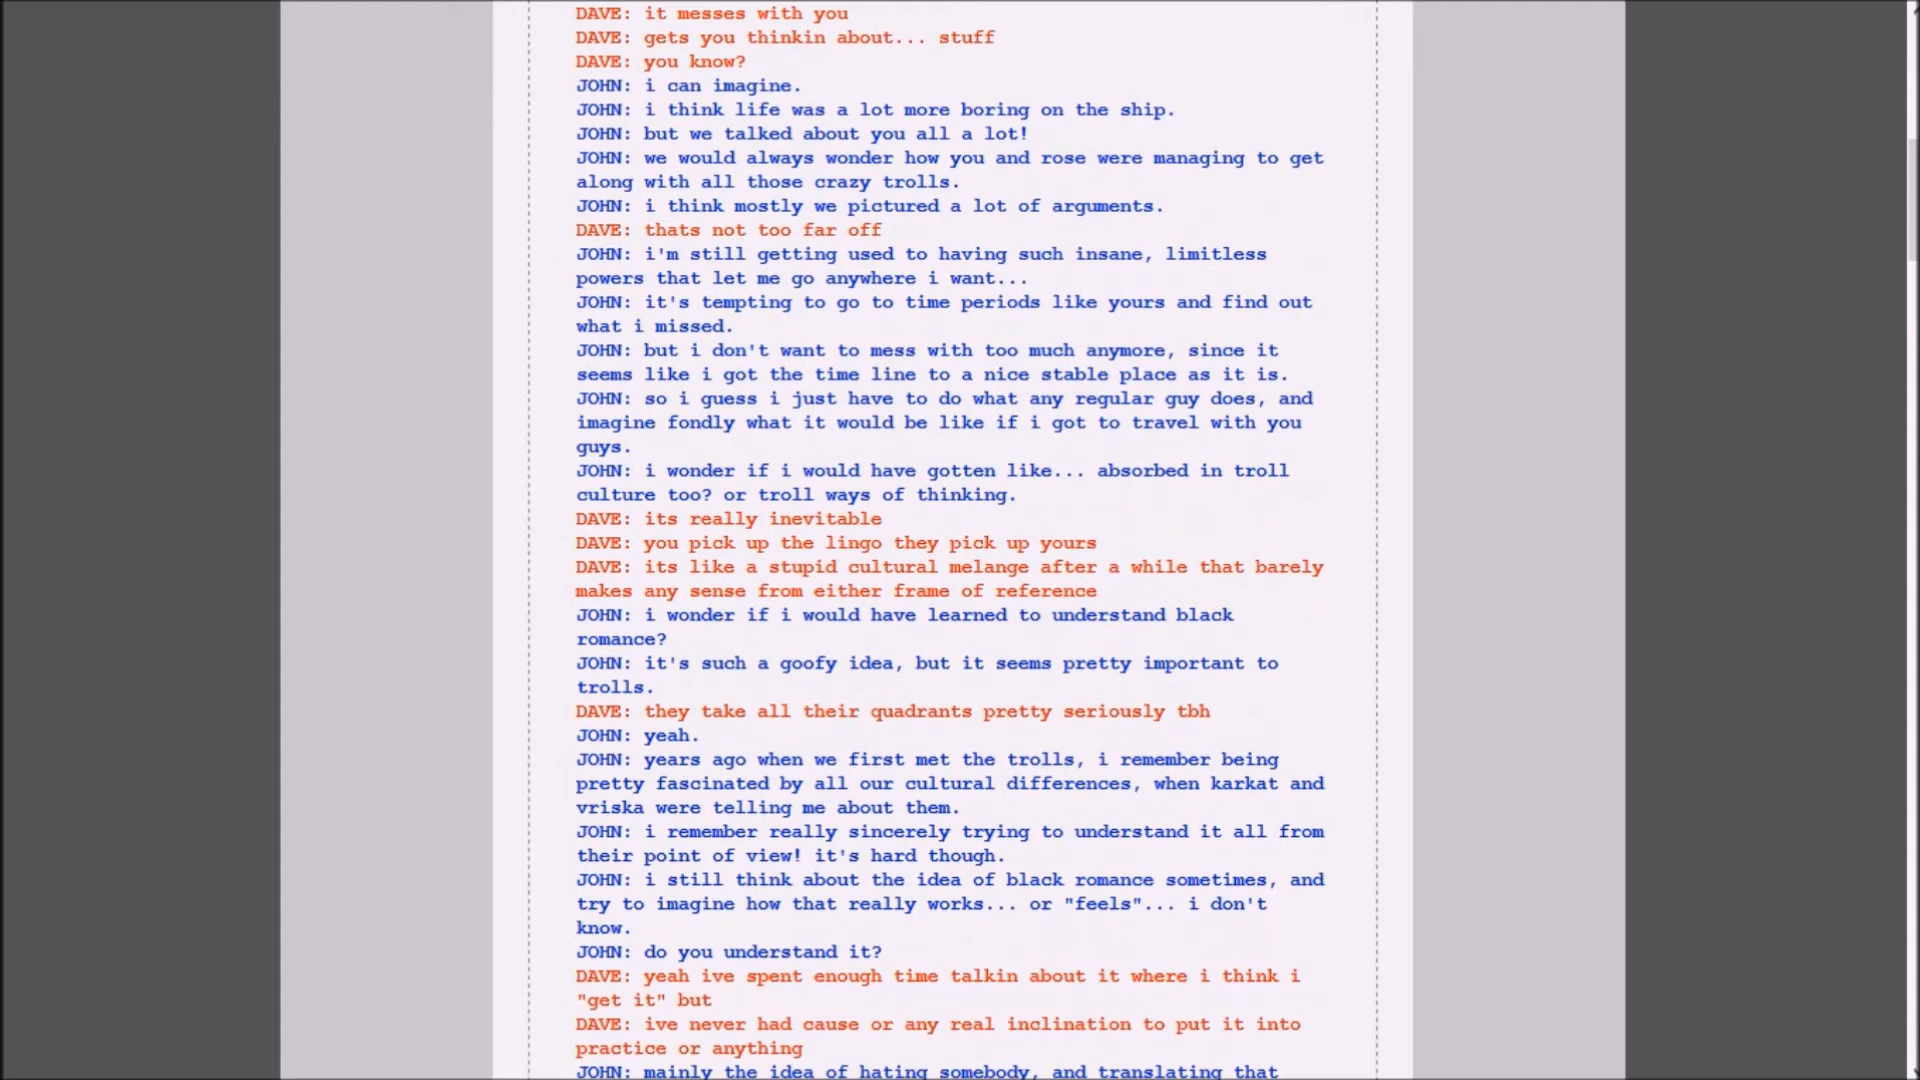 DAVE: it messes with you
DAVE: gets you thinkin about... stuff
DAVE: you know?
JOHN: i can imagine.
JOHN: i think life was a lot more boring on the ship.
JOHN: but we talked about you all a lot!
JOHN: we would always wonder how you and rose were managing to get
along with all those crazy trolls.
JOHN: i think mostly we pictured a lot of arguments.
DAVE: thats not too far off
JOHN: i'm still getting used to having such insane, limitless
powers that let me go anywhere i want...
JOHN: it's tempting to go to time periods like yours and find out
what i missed.
JOHN: but i don't want to mess with too much anymore, since it
seems like i got the time line to a nice stable place as it is.
JOHN: so i guess i just have to do what any regular guy does, and
imagine fondly what it would be like if i got to travel with you
guys.
JOHN: i wonder if i would have gotten like... absorbed in troll
culture too? or troll ways of thinking.
DAVE: its really inevitable
DAVE: you pick up the lingo they pick up yours
DAVE: its like a stupid cultural melange after a while that barely
makes any sense from either frame of reference
JOHN: i wonder if i would have learned to understand black
romance?
JOHN: it's such a goofy idea, but it seems pretty important to
trolls.
DAVE: they take all their quadrants pretty seriously tbh
JOHN: yeah.
JOHN: years ago when we first met the trolls, i remember being
pretty fascinated by all our cultural differences, when karkat and
vriska were telling me about them.
JOHN: i remember really sincerely trying to understand it all from
their point of view! it's hard though.
JOHN: i still think about the idea of black romance sometimes, and
try to imagine how that really works... or "feels"... i don't
know.
JOHN: do you understand it?
DAVE: yeah ive spent enough time talkin about it where i think i
"get it" but
DAVE: ive never had cause or any real inclination to put it into
practice or anything
JOHN: mainly the idea of hating somebody, and translating that